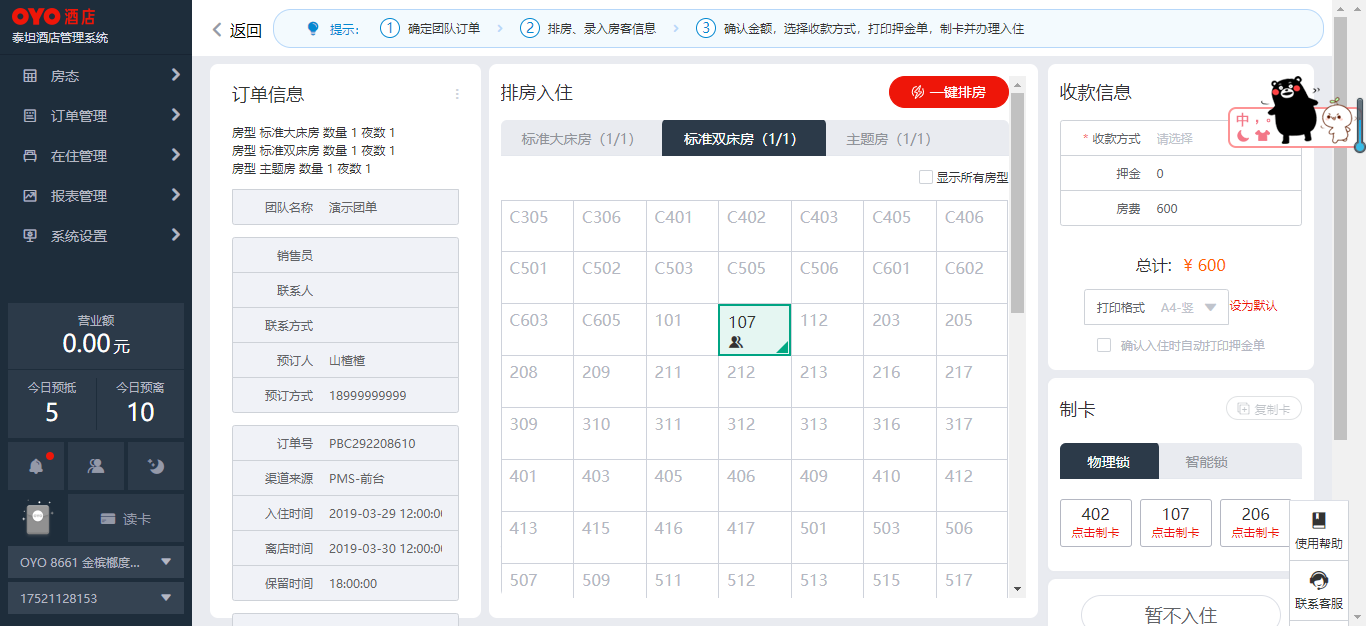 OYO 酒店
泰坦酒店管理系统
房态
订单管理
在住管理
报表管理
系统设置
营业额
0.00元
今日预抵 今日预离
5 10
读卡
OYO 8661 金槟榔度...
17521128153
返回
提示: 1 确定团队订单 2 排房、录入房客信息 3 确认金额，选择收款方式，打印押金单，制卡并办理入住
订单信息
房型 标准大床房 数量 1 夜数 1
房型 标准双床房 数量 1 夜数 1
房型 主题房 数量 1 夜数 1
团队名称 演示团单
销售员
联系人
联系方式
预订人 山楂楂
预订方式 18999999999
订单号 PBC292208610
渠道来源 PMS-前台
入住时间 2019-03-29 12:00:00
离店时间 2019-03-30 12:00:00
保留时间 18:00:00
排房入住
一键排房
标准大床房（1/1） 标准双床房（1/1） 主题房（1/1）
显示所有房型
C305 C306 C401 C402 C403 C405 C406
C501 C502 C503 C505 C506 C601 C602
C603 C605 101 107 112 203 205
208 209 211 212 213 216 217
309 310 311 312 313 316 317
401 403 405 406 409 410 412
413 415 416 417 501 503 506
507 509 511 512 513 515 517
收款信息
* 收款方式 请选择
押金 0
房费 600
总计: ¥ 600
打印格式 A4-竖 设为默认
确认入住时自动打印押金单
中
制卡
复制卡
物理锁 智能锁
402 107 206
点击制卡 点击制卡 点击制卡
暂不入住
使用帮助
联系客服